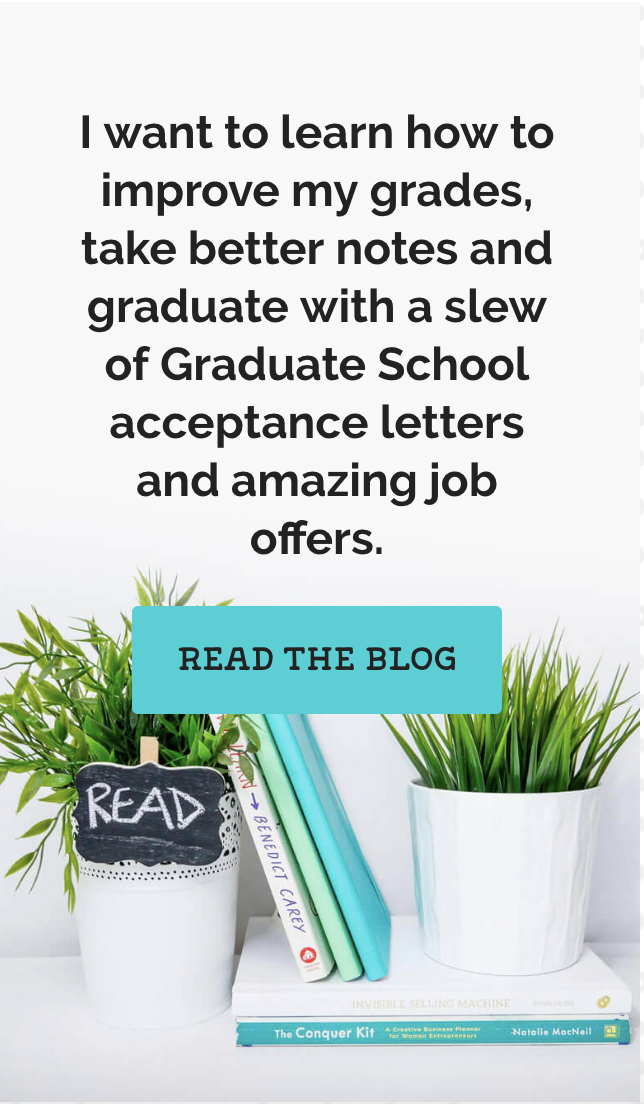 I want to learn how to
improve my grades,
take better notes and
graduate with a slew
of Graduate School
acceptance letters
and amazing job
offers.
READ THE BLOG
READ
BENEDICT CAREY
INVISIBLE SELLING MACHINE
The Conquer Kit
A Creative Business Planner
for Women Entrepreneurs
Natalie MacNeil